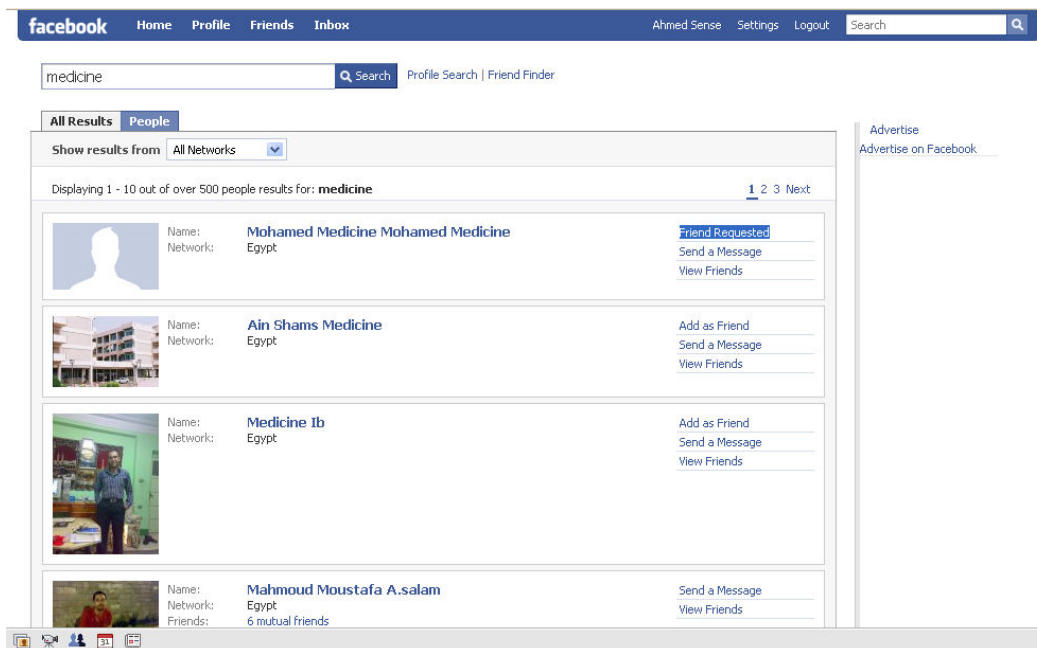 facebook Home Profile Friends Inbox Ahmed Sense Settings Logout Search
medicine Search Profile Search | Friend Finder
All Results People
Advertise
Show results from All Networks
Advertise on Facebook
Displaying 1 - 10 out of over 500 people results for: medicine 1 2 3 Next
Name: Mohamed Medicine Mohamed Medicine Friend Requested
Network: Egypt
Send a Message
View Friends
Name: Ain Shams Medicine Add as Friend
Network: Egypt
Send a Message
View Friends
Name: Medicine Ib Add as Friend
Network: Egypt
Send a Message
View Friends
Name: Mahmoud Moustafa A.salam Send a Message
Network: Egypt
View Friends
Friends: 6 mutual friends
31